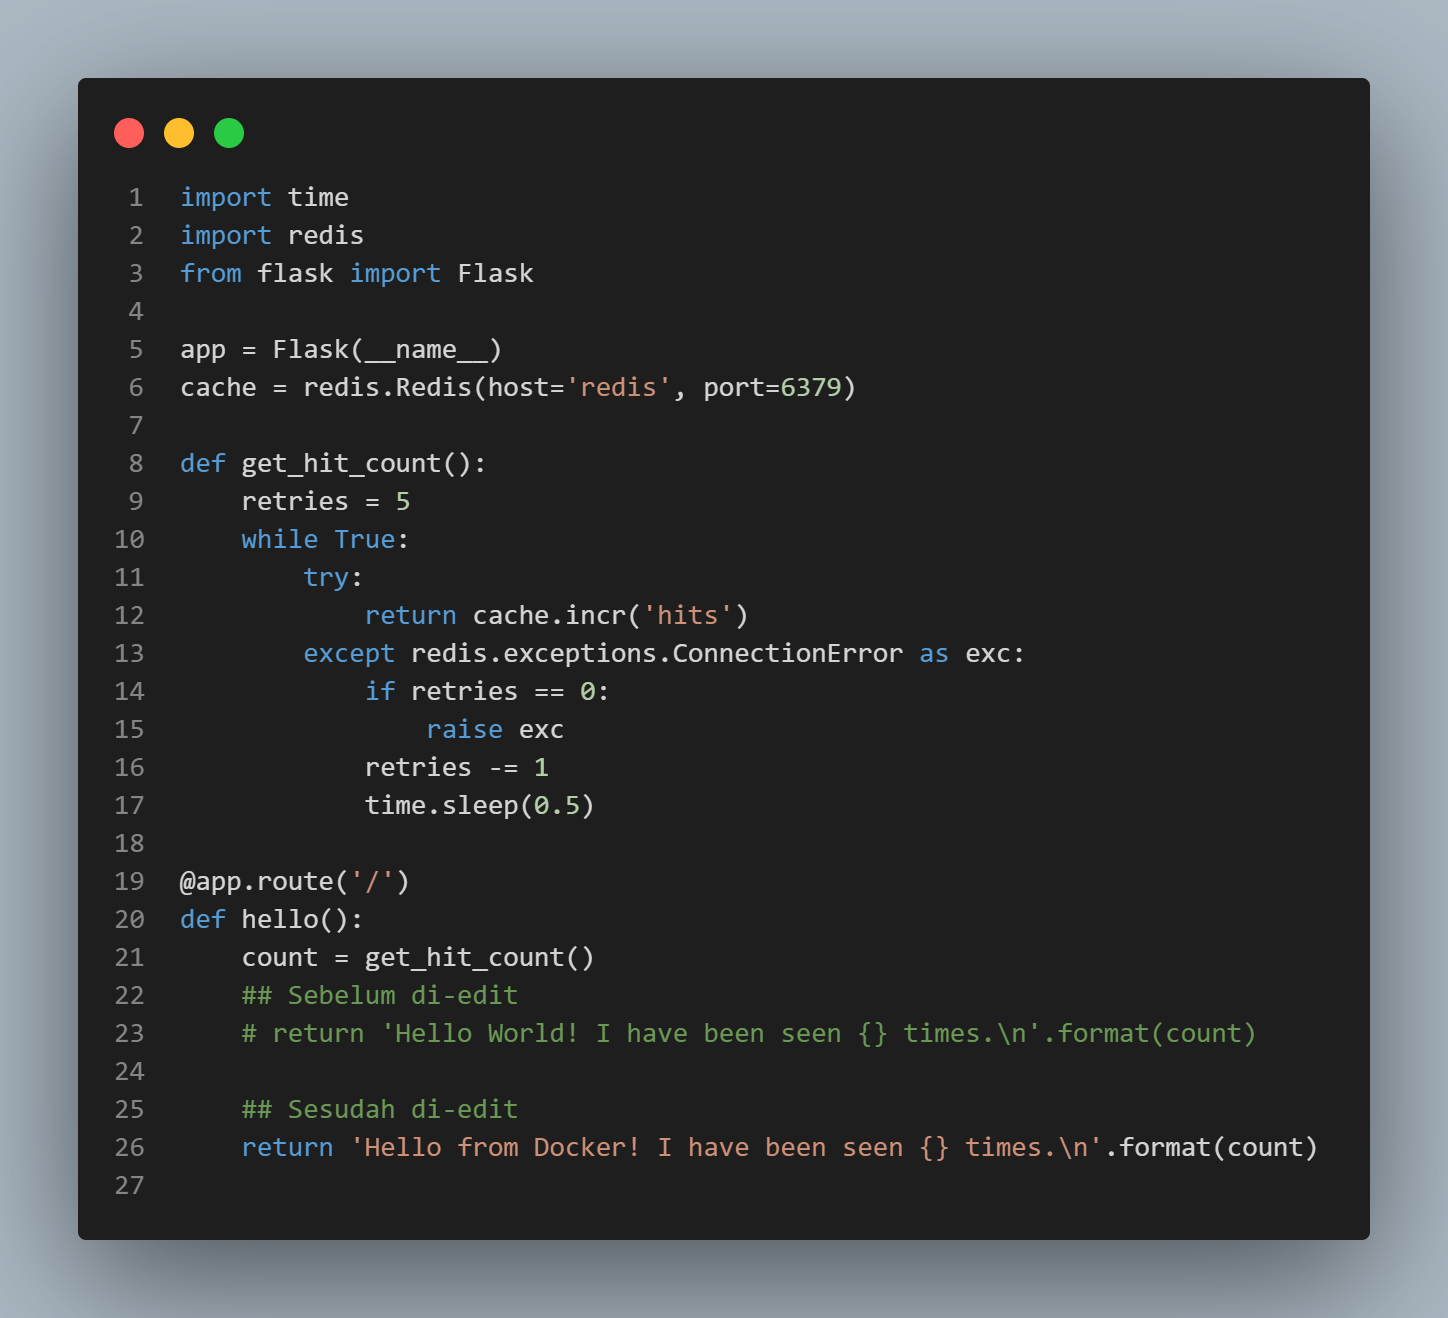 1 import time
2 import redis
3 from flask import Flask
4
5 app = Flask(__name__)
6 cache = redis.Redis(host='redis', port=6379)
7
8 def get_hit_count():
9     retries = 5
10     while True:
11         try:
12             return cache.incr('hits')
13         except redis.exceptions.ConnectionError as exc:
14             if retries == 0:
15                 raise exc
16             retries -= 1
17             time.sleep(0.5)
18
19 @app.route('/')
20 def hello():
21     count = get_hit_count()
22     ## Sebelum di-edit
23     # return 'Hello World! I have been seen {} times.\n'.format(count)
24
25     ## Sesudah di-edit
26     return 'Hello from Docker! I have been seen {} times.\n'.format(count)
27